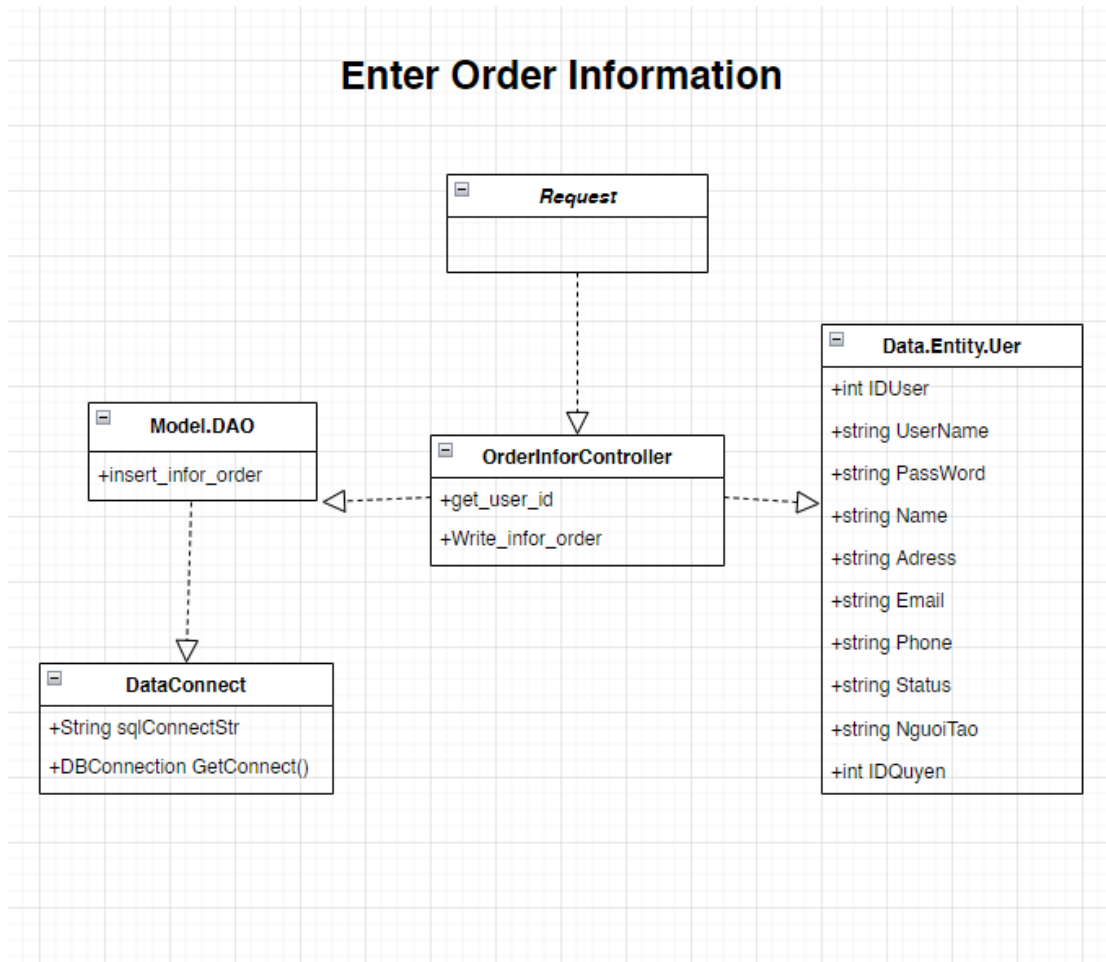 Enter Order Information
Request
Data.Entity.Uer
+int IDUser
+string UserName
+string PassWord
+string Name
+string Adress
+string Email
+string Phone
+string Status
+string NguoiTao
+int IDQuyen
Model.DAO
+insert_infor_order
OrderInforController
+get_user_id
+Write_infor_order
DataConnect
+String sqlConnectStr
+DBConnection GetConnect()